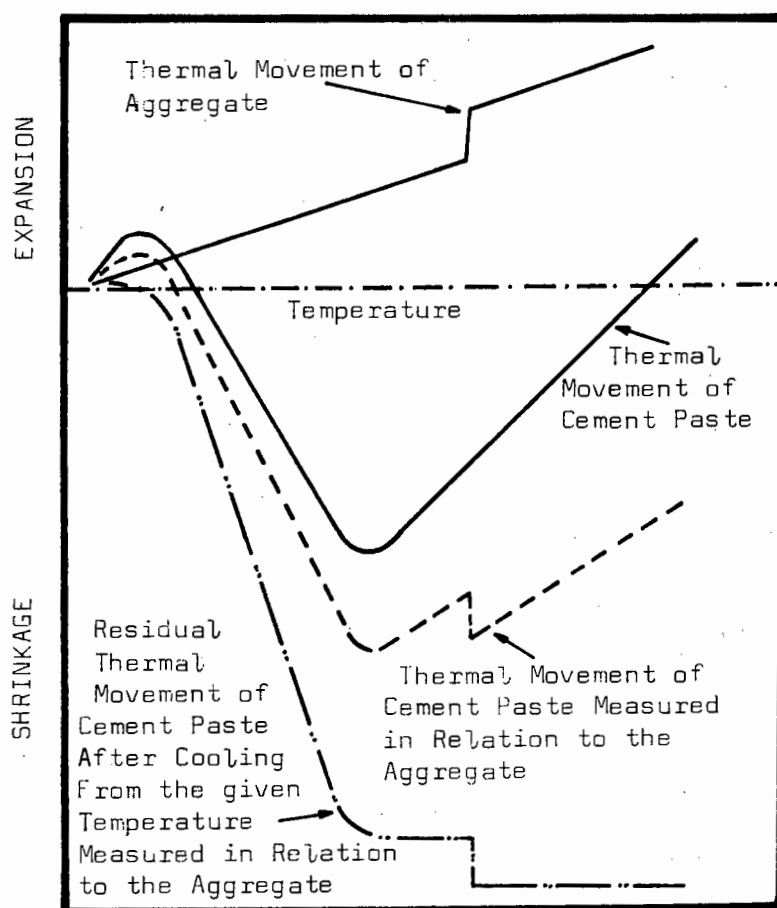 Thermal Movement of
Aggregate
EXPANSION
Temperature
Thermal
Movement of
Cement Paste
SHRINKAGE
Residual
Thermal
Movement of
Cement Paste
After Cooling
From the given
Temperature
Measured in Relation
to the Aggregate
Thermal Movement of
Cement Paste Measured
in Relation to the
Aggregate